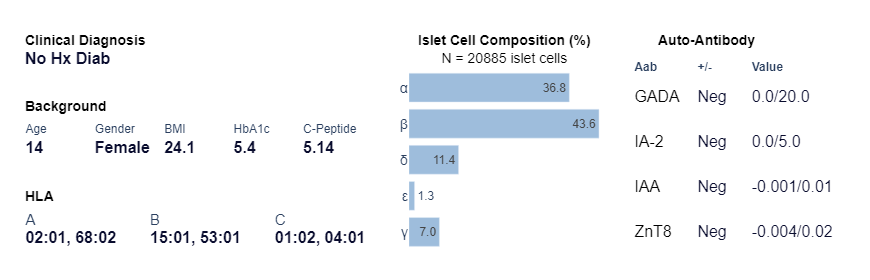 Clinical Diagnosis
No Hx Diab
Background
Age Gender BMI HbA1c C-Peptide
14 Female 24.1 5.4 5.14
HLA
A B C
02:01, 68:02 15:01, 53:01 01:02, 04:01
Islet Cell Composition (%)
N = 20885 islet cells
α 36.8
β 43.6
δ 11.4
ε 1.3
γ 7.0
Auto-Antibody
Aab +/- Value
GADA Neg 0.0/20.0
IA-2 Neg 0.0/5.0
IAA Neg -0.001/0.01
ZnT8 Neg -0.004/0.02